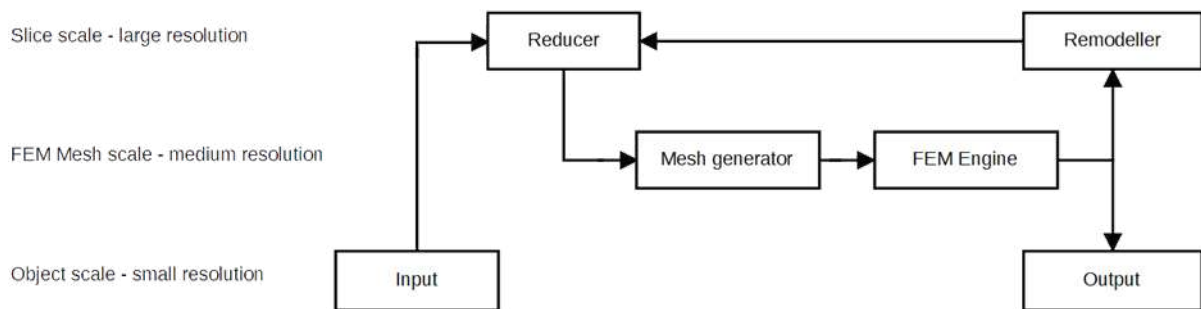 Slice scale - large resolution
Reducer
Remodeller
FEM Mesh scale - medium resolution
Mesh generator
FEM Engine
Object scale - small resolution
Input
Output